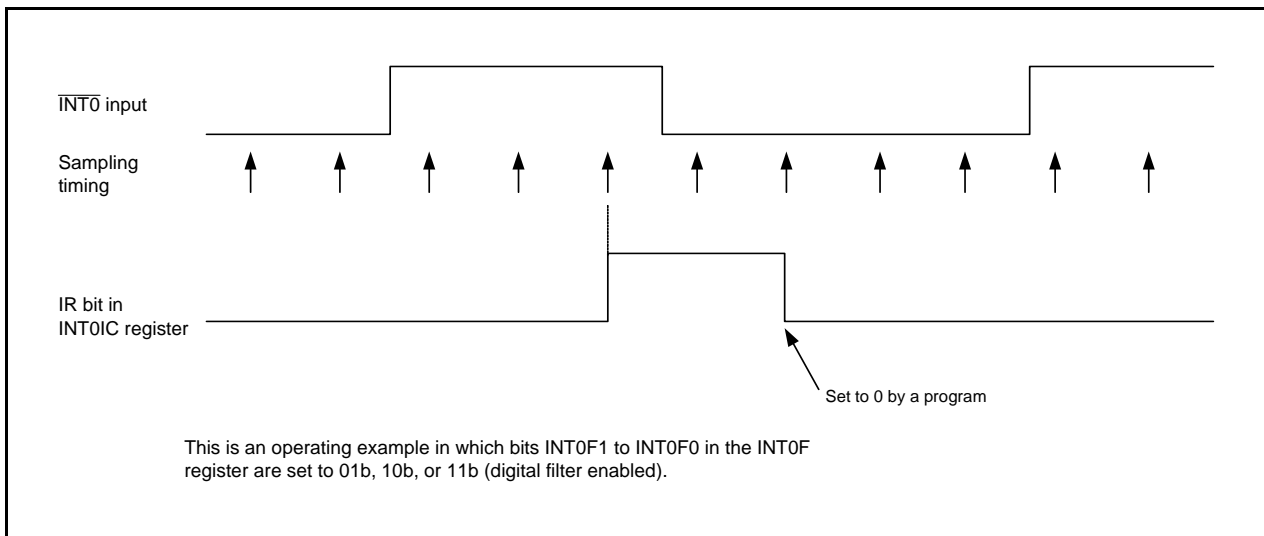 INT0 input
Sampling
timing
IR bit in
INT0IC register
Set to 0 by a program
This is an operating example in which bits INT0F1 to INT0F0 in the INT0F
register are set to 01b, 10b, or 11b (digital filter enabled).